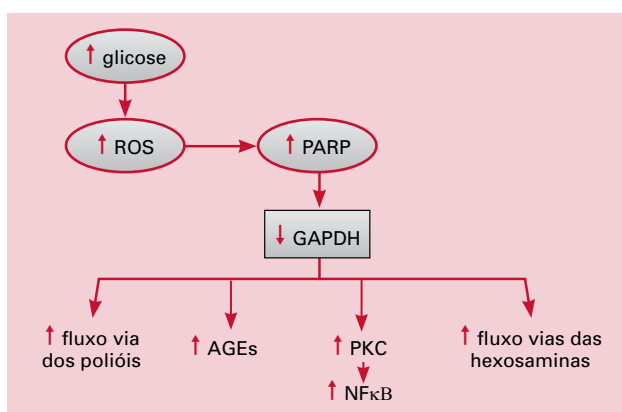 ↑ glicose
↑ ROS
↑ PARP
↓ GAPDH
↑ fluxo via
dos polióis
↑ AGEs
↑ PKC
↑ NFκB
↑ fluxo vias das
hexosaminas